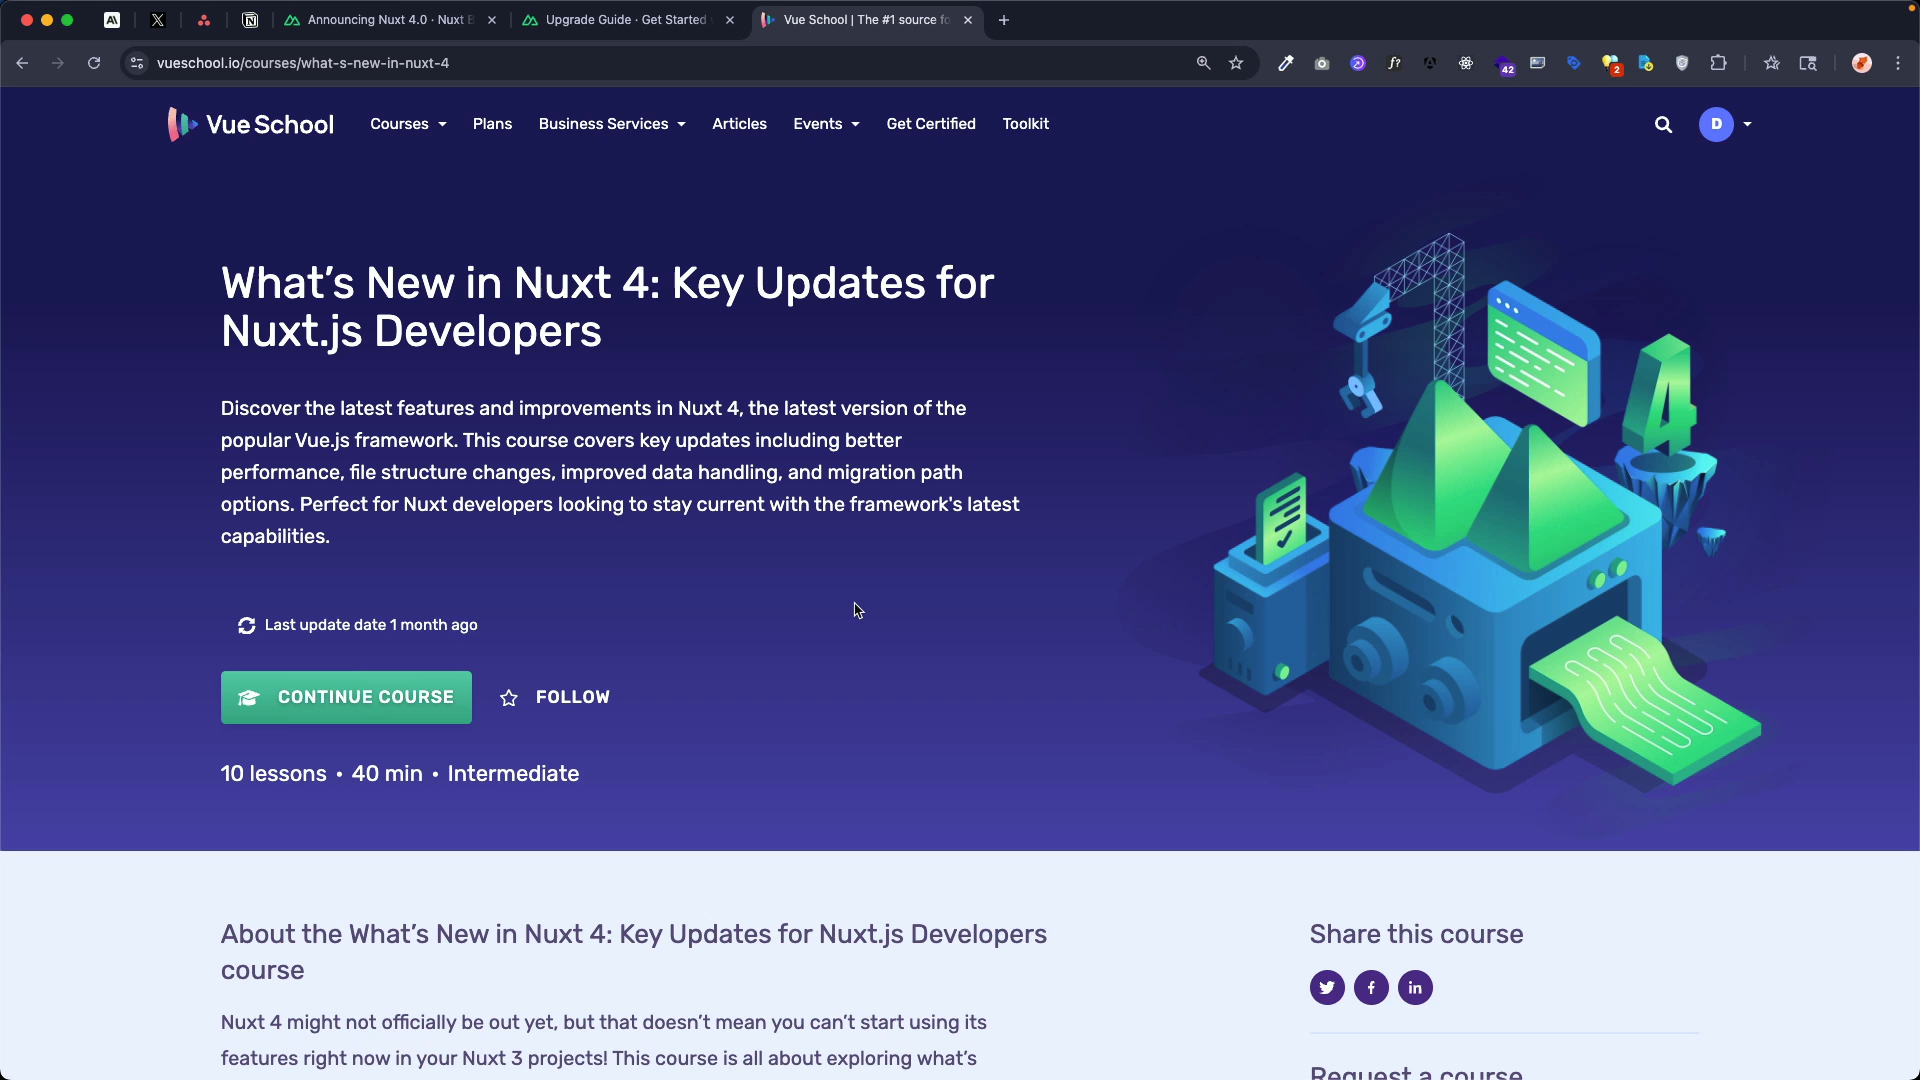 Announcing Nuxt 4.0 · Nuxt B
Upgrade Guide · Get Started
Vue School | The #1 source fo
vueschool.io/courses/what-s-new-in-nuxt-4
f?
42
2
Vue School
Courses
Plans
Business Services
Articles
Events
Get Certified
Toolkit
D
What's New in Nuxt 4: Key Updates for
Nuxt.js Developers
Discover the latest features and improvements in Nuxt 4, the latest version of the
popular Vue.js framework. This course covers key updates including better
performance, file structure changes, improved data handling, and migration path
options. Perfect for Nuxt developers looking to stay current with the framework's latest
capabilities.
4
Last update date 1 month ago
CONTINUE COURSE
FOLLOW
10 lessons • 40 min • Intermediate
About the What's New in Nuxt 4: Key Updates for Nuxt.js Developers
course
Nuxt 4 might not officially be out yet, but that doesn't mean you can't start using its
features right now in your Nuxt 3 projects! This course is all about exploring what's
Share this course
Request a course